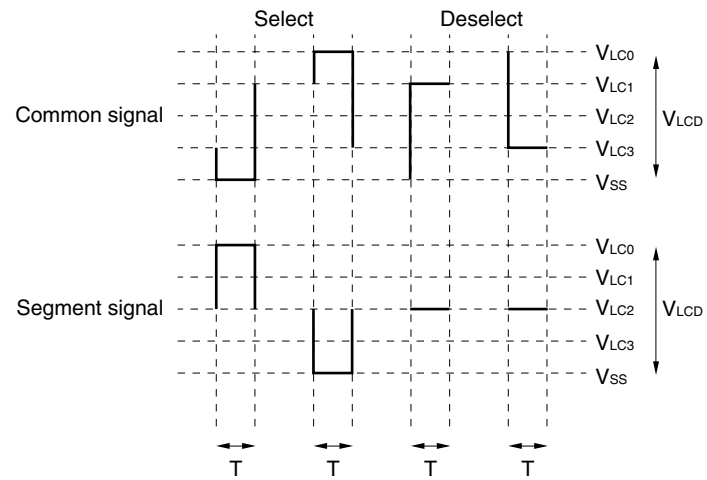 Select Deselect
VLC0
VLC1
Common signal VLC2 VLCD
VLC3
VSS
VLC0
VLC1
Segment signal VLC2 VLCD
VLC3
VSS
T T T T